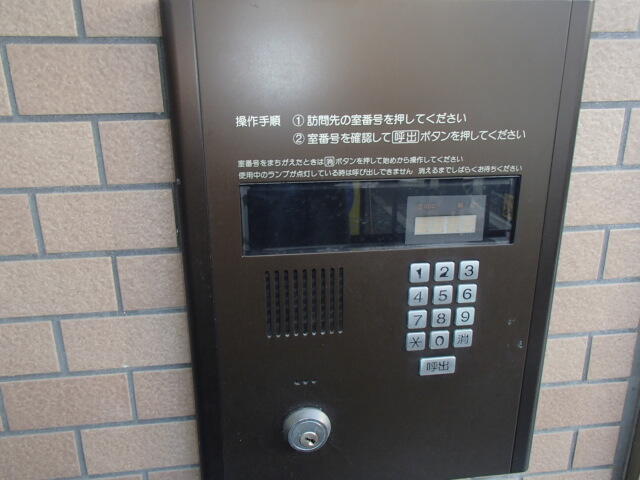 操作手順 ①訪問先の室番号を押してください
②室番号を確認して呼出ボタンを押してください
室番号をまちがえたときは消ボタンを押して始めから操作してください
使用中のランプが点灯している時は呼び出しできません 消えるまでしばらくお待ちください
1 2 3
4 5 6
7 8 9
* 0 消
呼出